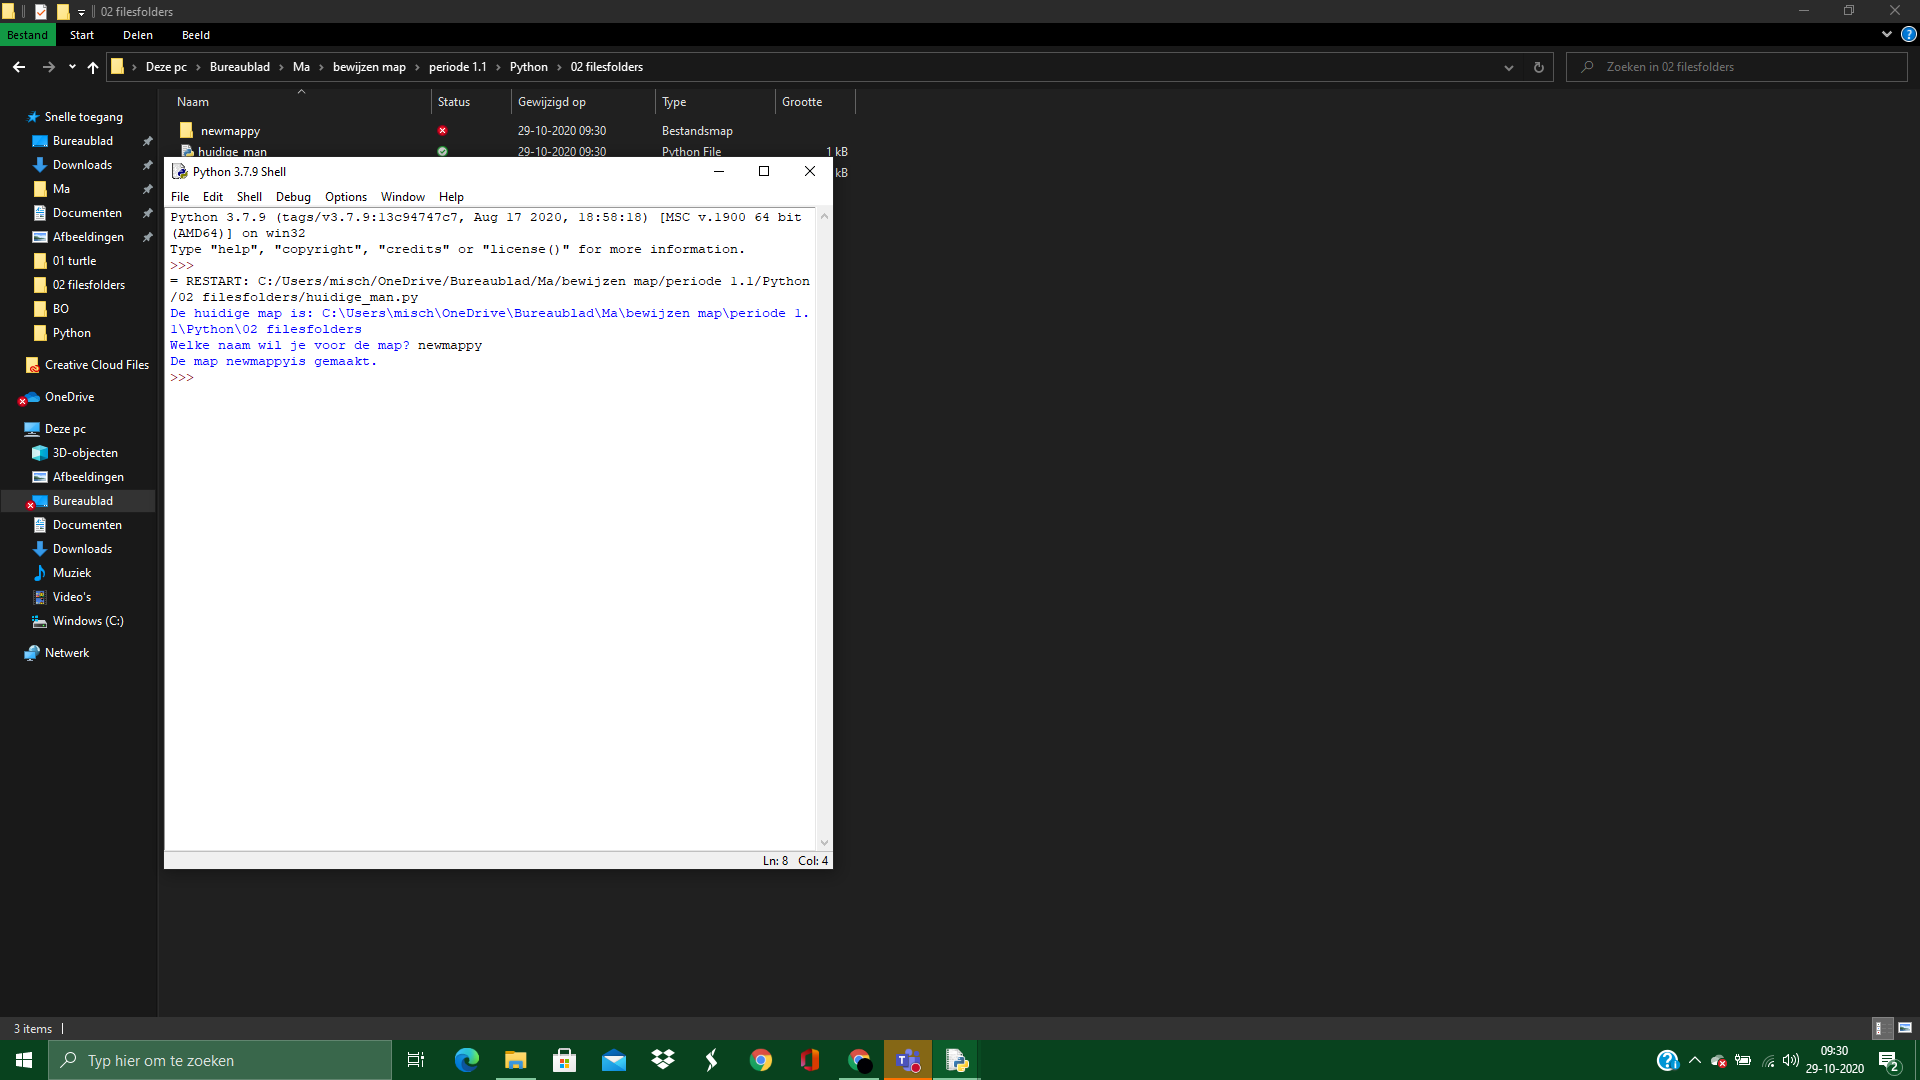 02 filesfolders
Bestand Start Delen Beeld
Deze pc Bureaublad Ma bewijzen map periode 1.1 Python 02 filesfolders
Zoeken in 02 filesfolders
Naam Status Gewijzigd op Type Grootte
newmappy 29-10-2020 09:30 Bestandsmap
huidige_man 29-10-2020 09:30 Python File 1 kB
kB
Snelle toegang
Bureaublad
Downloads
Ma
Documenten
Afbeeldingen
01 turtle
02 filesfolders
BO
Python
Creative Cloud Files
OneDrive
Deze pc
3D-objecten
Afbeeldingen
Bureaublad
Documenten
Downloads
Muziek
Video's
Windows (C:)
Netwerk
Python 3.7.9 Shell
File Edit Shell Debug Options Window Help
Python 3.7.9 (tags/v3.7.9:13c94747c7, Aug 17 2020, 18:58:18) [MSC v.1900 64 bit
(AMD64)] on win32
Type "help", "copyright", "credits" or "license()" for more information.
>>>
= RESTART: C:/Users/misch/OneDrive/Bureaublad/Ma/bewijzen map/periode 1.1/Python
/02 filesfolders/huidige_man.py
De huidige map is: C:\Users\misch\OneDrive\Bureaublad\Ma\bewijzen map\periode 1.
1\Python\02 filesfolders
Welke naam wil je voor de map? newmappy
De map newmappyis gemaakt.
>>>
Ln: 8 Col: 4
3 items
Typ hier om te zoeken
09:30
29-10-2020
2